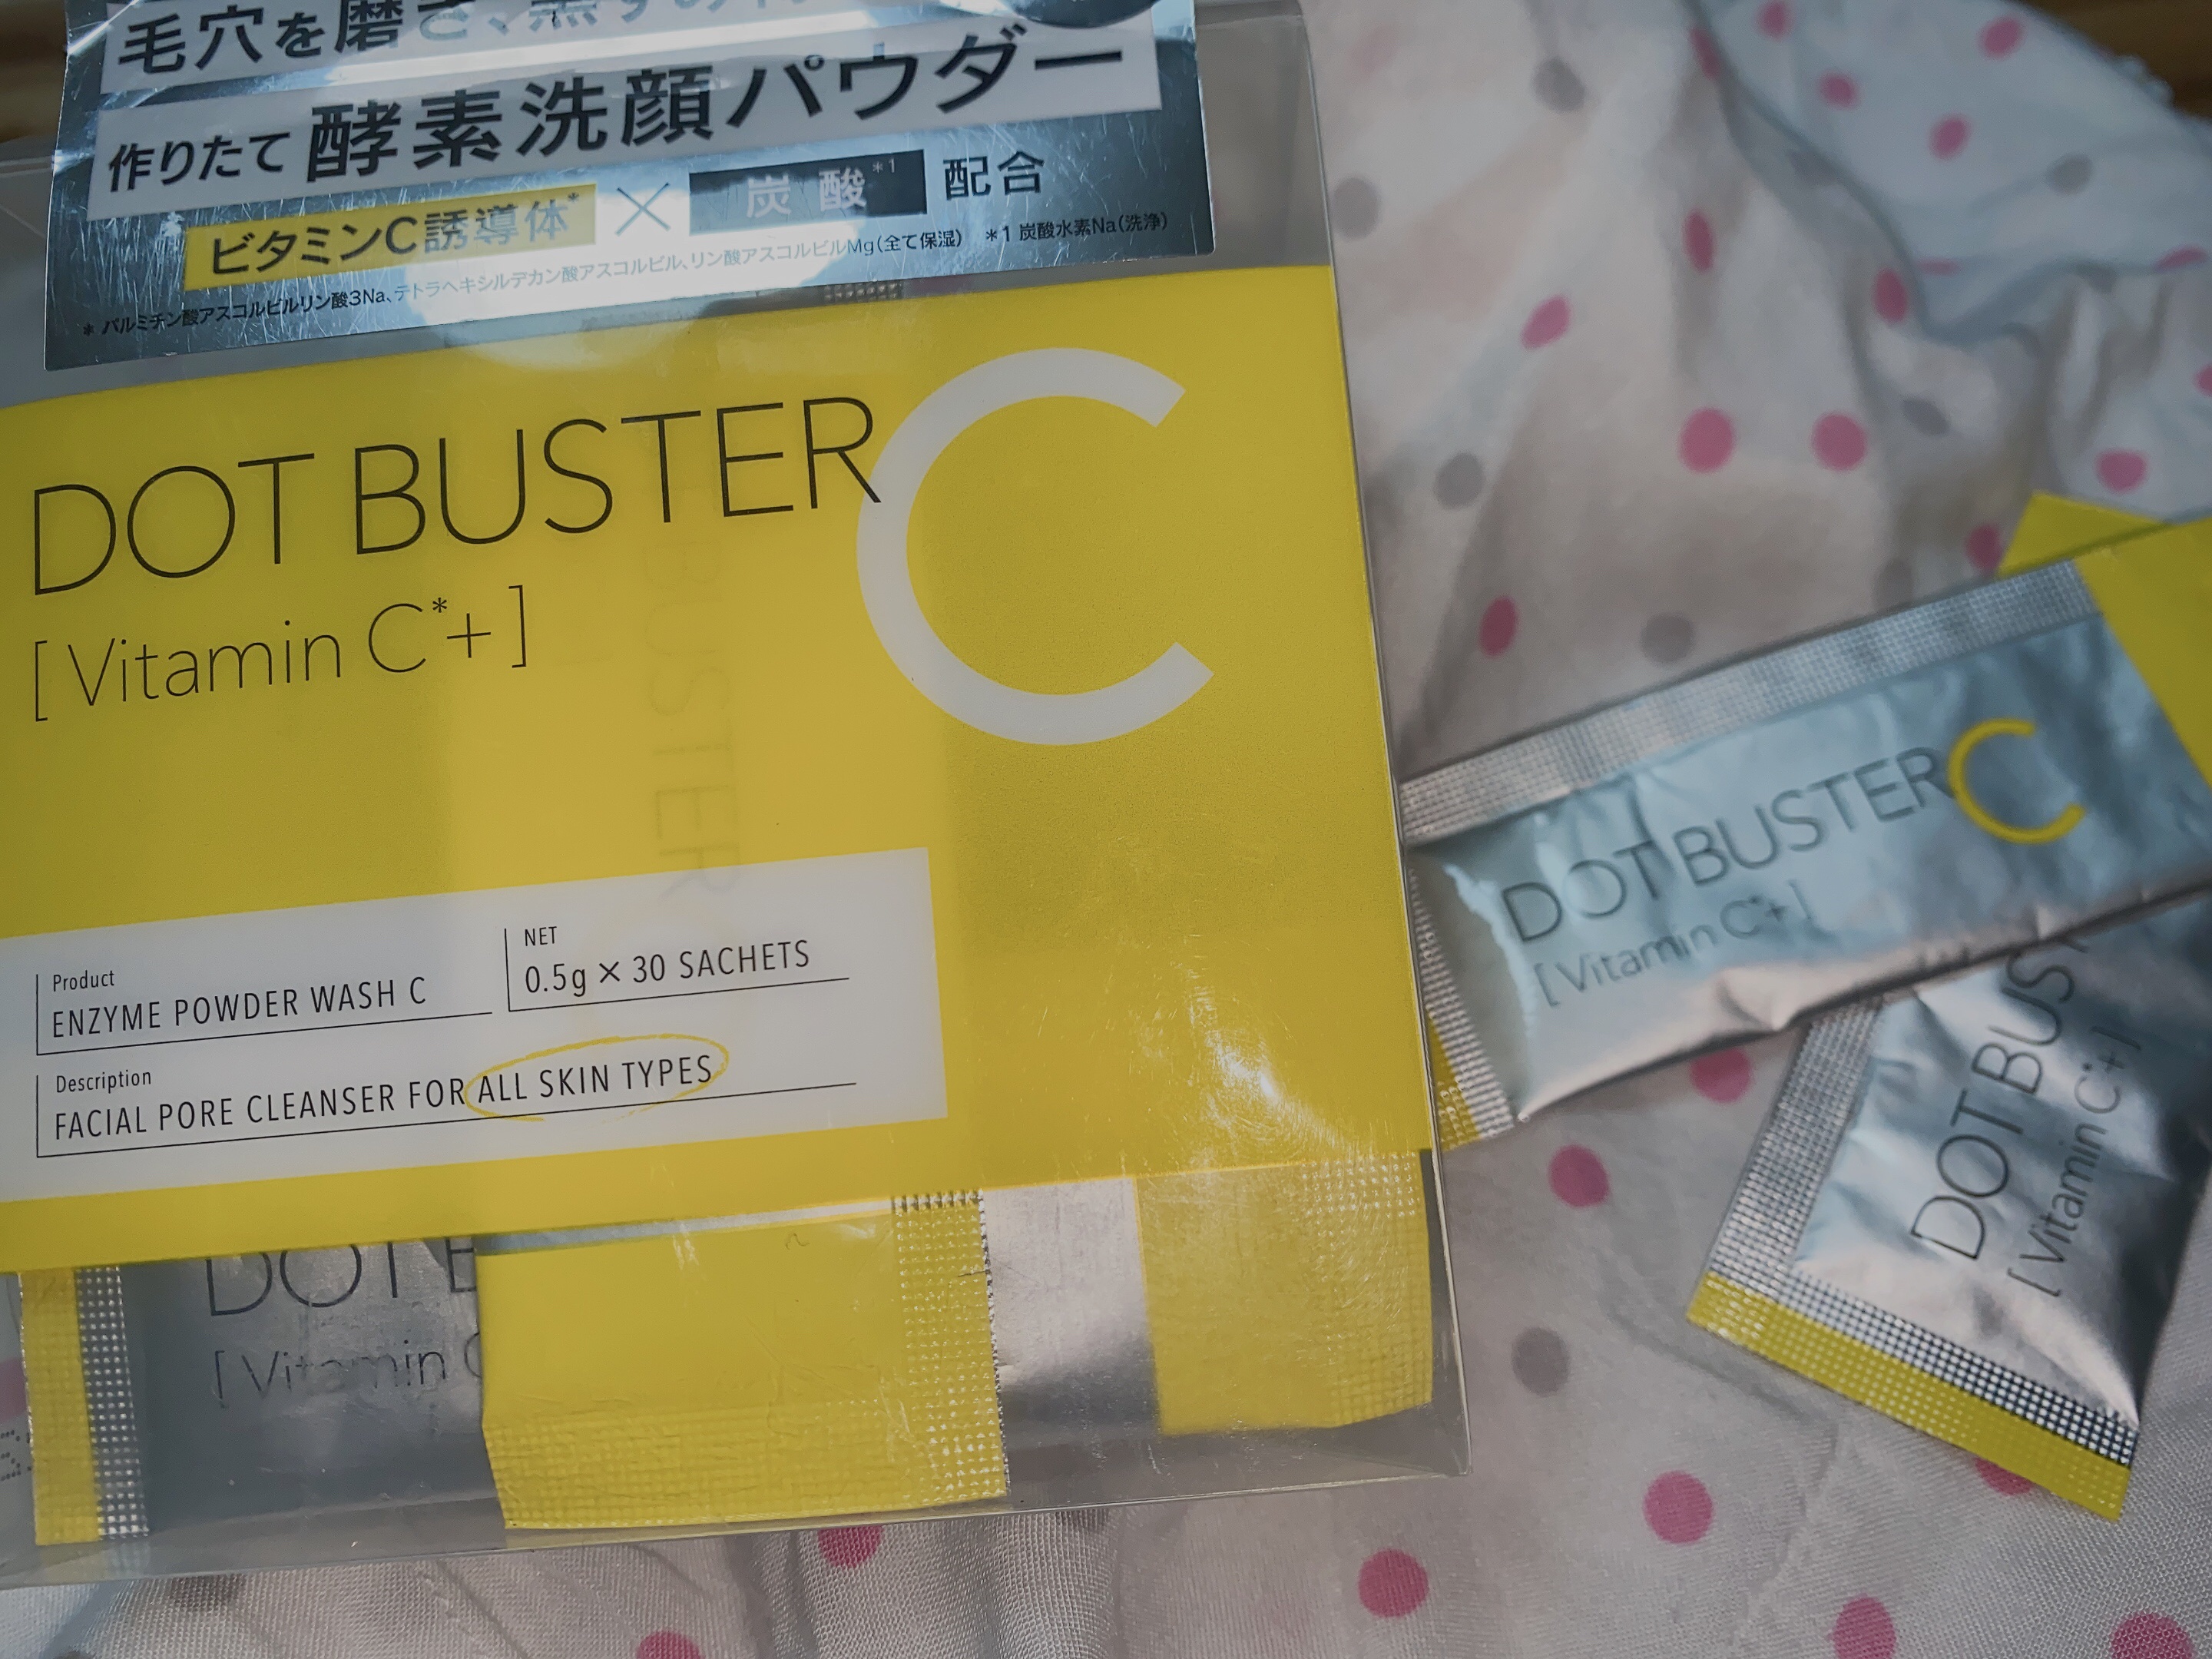 毛穴を磨き、
作りたて 酵素洗顔パウダー
ビタミンC誘導体* × 炭酸*1 配合
* パルミチン酸アスコルビルリン酸3Na、テトラヘキシルデカン酸アスコルビル、リン酸アスコルビルMg(全て保湿) *1 炭酸水素Na(洗浄)
DOT BUSTER C
[Vitamin C*+]
Product
ENZYME POWDER WASH C
NET
0.5g × 30 SACHETS
Description
FACIAL PORE CLEANSER FOR ALL SKIN TYPES
BUSTER
DOT B
[Vitamin C
DOT BUSTER C
[Vitamin C*+]
DOT BUST
[Vitamin C*+]